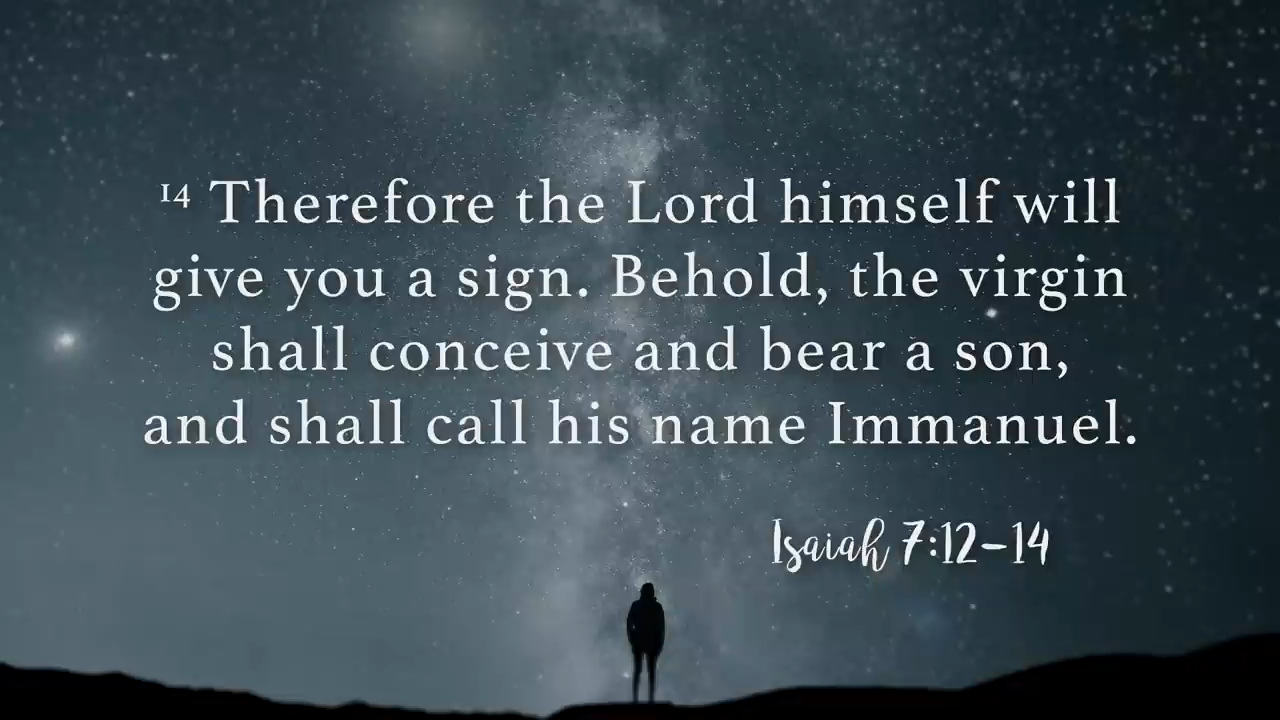 14 Therefore the Lord himself will
give you a sign. Behold, the virgin
shall conceive and bear a son,
and shall call his name Immanuel.
Isaiah 7:12–14